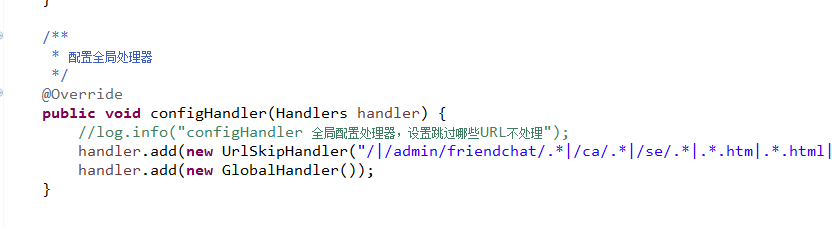 }
/**
* 配置全局处理器
*/
@Override
public void configHandler(Handlers handler) {
//log.info("configHandler 全局配置处理器，设置跳过哪些URL不处理");
handler.add(new UrlSkipHandler("/|/admin/friendchat/.*|/ca/.*|/se/.*|.*.htm|.*.html|
handler.add(new GlobalHandler());
}